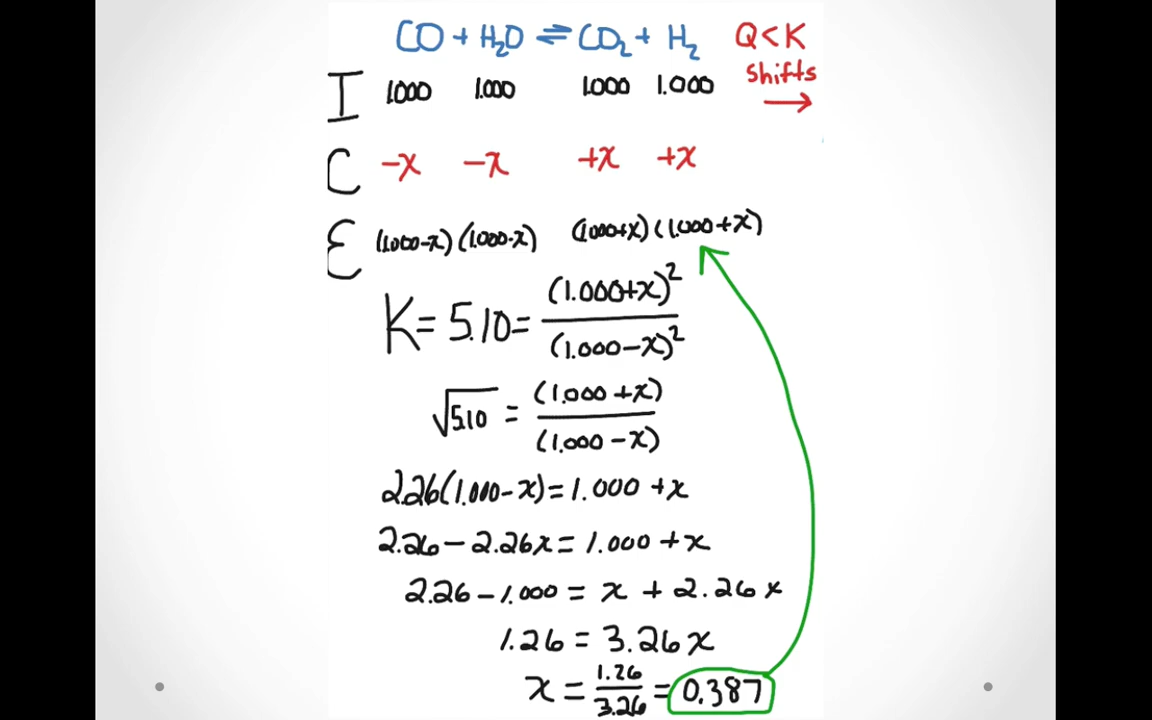 CO + H₂O ⇌ CO₂ + H₂ Q < K
shifts
→
I 1.000 1.000 1.000 1.000
C -x -x +x +x
E (1.000-x) (1.000-x) (1.000+x) (1.000+x)
K = 5.10 = (1.000+x)² / (1.000-x)²
√5.10 = (1.000+x) / (1.000-x)
2.26(1.000-x) = 1.000 + x
2.26 - 2.26x = 1.000 + x
2.26 - 1.000 = x + 2.26x
1.26 = 3.26x
x = 1.26 / 3.26 = 0.387